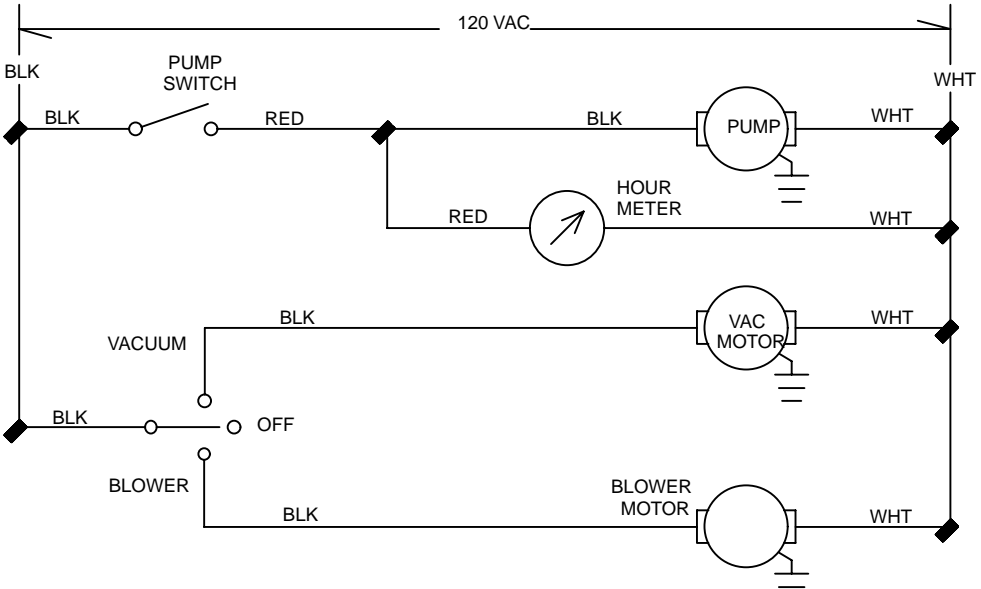 120 VAC
BLK
PUMP
SWITCH
WHT
BLK
RED
BLK
PUMP
WHT
HOUR
METER
RED
WHT
BLK
VAC
MOTOR
WHT
VACUUM
BLK
OFF
BLOWER
BLOWER
MOTOR
BLK
WHT